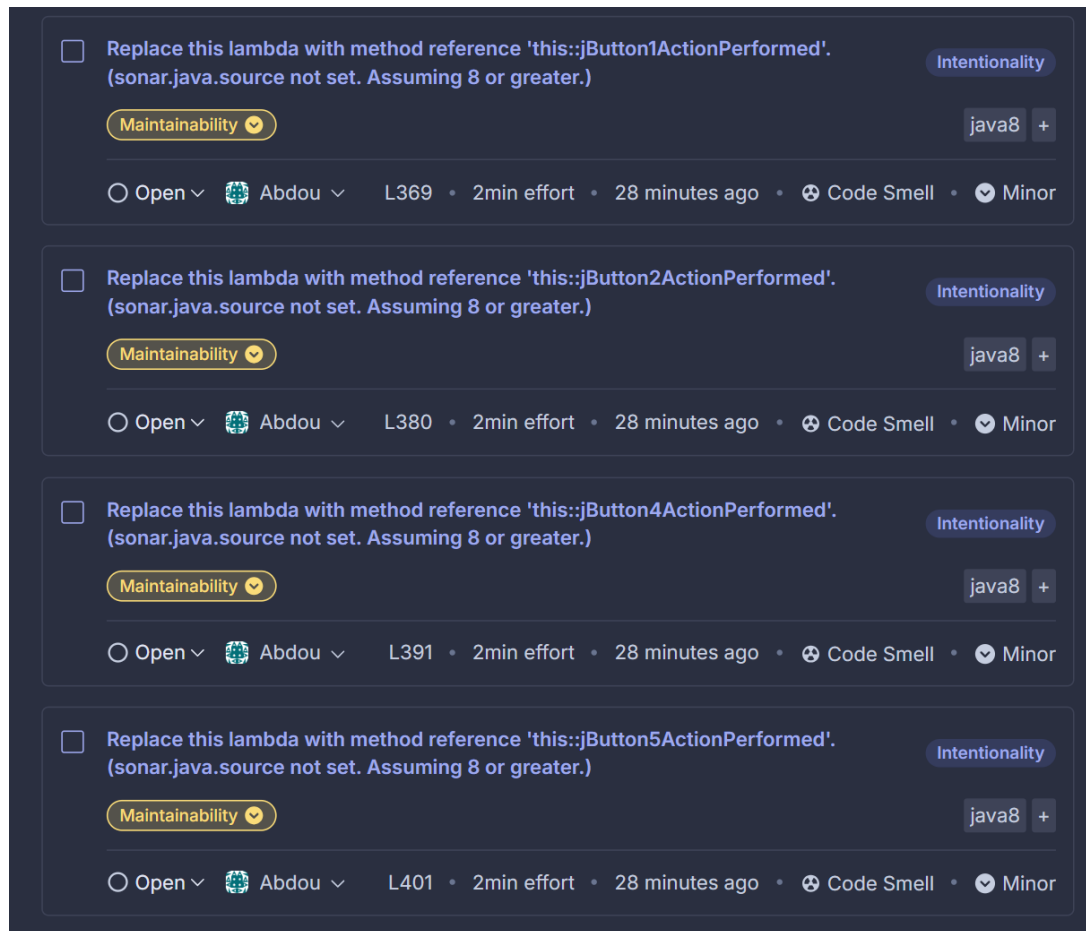 Replace this lambda with method reference 'this::jButton1ActionPerformed'.
(sonar.java.source not set. Assuming 8 or greater.)
Intentionality
Maintainability
java8 +
Open Abdou L369 • 2min effort • 28 minutes ago • Code Smell • Minor
Replace this lambda with method reference 'this::jButton2ActionPerformed'.
(sonar.java.source not set. Assuming 8 or greater.)
Intentionality
Maintainability
java8 +
Open Abdou L380 • 2min effort • 28 minutes ago • Code Smell • Minor
Replace this lambda with method reference 'this::jButton4ActionPerformed'.
(sonar.java.source not set. Assuming 8 or greater.)
Intentionality
Maintainability
java8 +
Open Abdou L391 • 2min effort • 28 minutes ago • Code Smell • Minor
Replace this lambda with method reference 'this::jButton5ActionPerformed'.
(sonar.java.source not set. Assuming 8 or greater.)
Intentionality
Maintainability
java8 +
Open Abdou L401 • 2min effort • 28 minutes ago • Code Smell • Minor